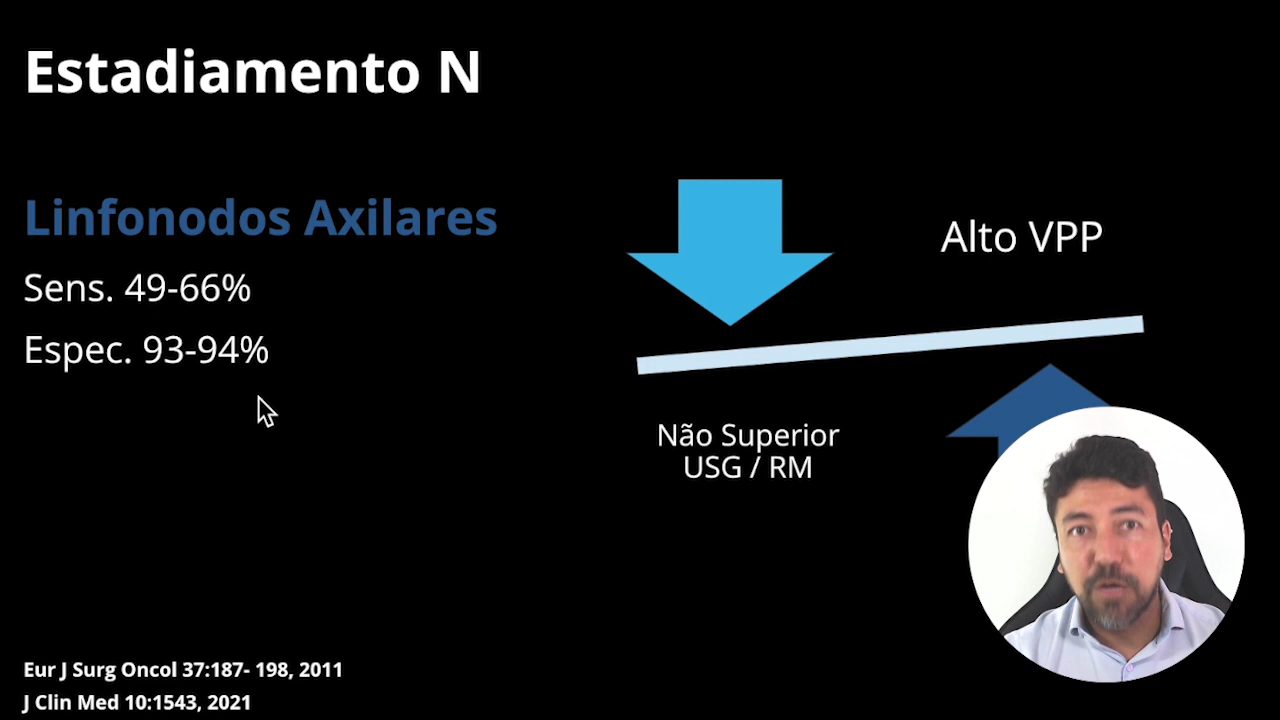 Estadiamento N
Linfonodos Axilares
Sens. 49-66%
Espec. 93-94%
Alto VPP
Não Superior
USG / RM
Eur J Surg Oncol 37:187- 198, 2011
J Clin Med 10:1543, 2021